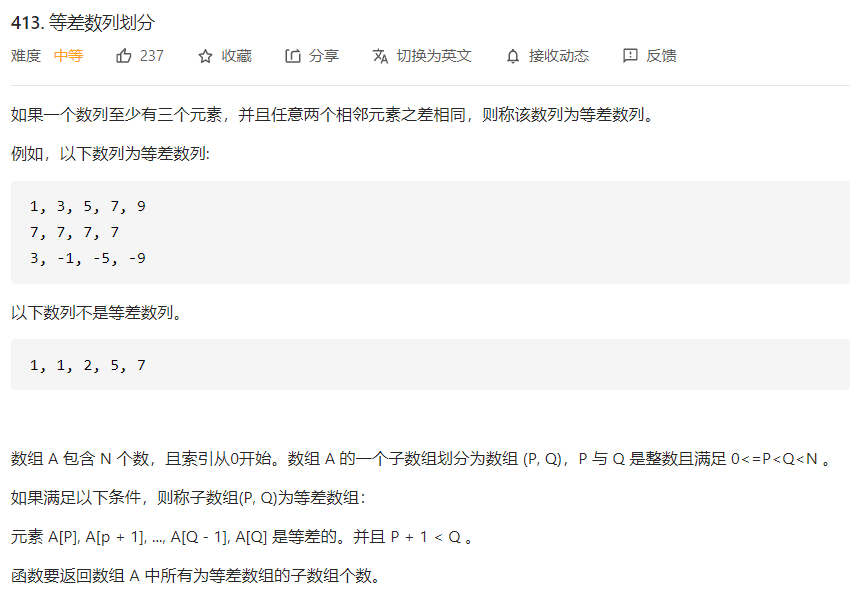 413. 等差数列划分
难度 中等 237 收藏 分享 切换为英文 接收动态 反馈
如果一个数列至少有三个元素，并且任意两个相邻元素之差相同，则称该数列为等差数列。
例如，以下数列为等差数列:
1, 3, 5, 7, 9
7, 7, 7, 7
3, -1, -5, -9
以下数列不是等差数列。
1, 1, 2, 5, 7
数组 A 包含 N 个数，且索引从0开始。数组 A 的一个子数组划分为数组 (P, Q)，P 与 Q 是整数且满足 0<=P<Q<N 。
如果满足以下条件，则称子数组(P, Q)为等差数组：
元素 A[P], A[p + 1], ..., A[Q - 1], A[Q] 是等差的。并且 P + 1 < Q 。
函数要返回数组 A 中所有为等差数组的子数组个数。